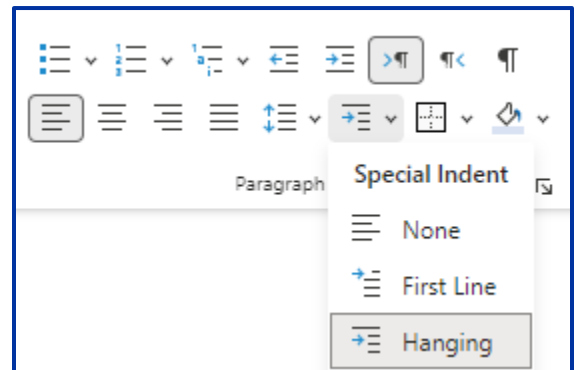 Paragraph
Special Indent
None
First Line
Hanging